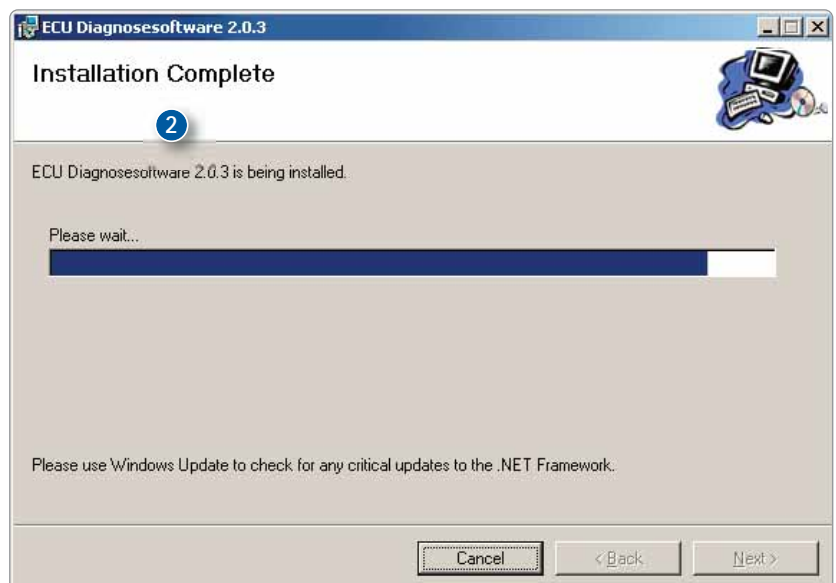 ECU Diagnosesoftware 2.0.3
Installation Complete
2
ECU Diagnosesoftware 2.0.3 is being installed.
Please wait...
Please use Windows Update to check for any critical updates to the .NET Framework.
Cancel
< Back
Next >